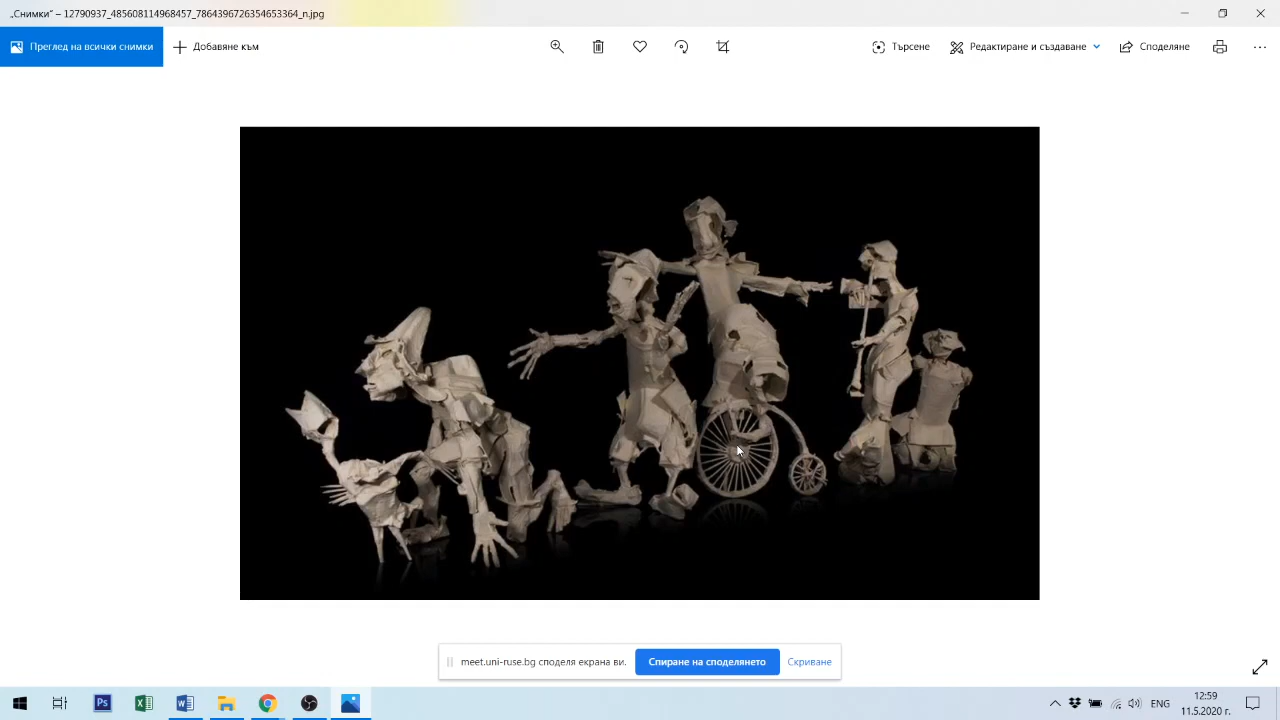 „Снимки“ – 12790937_485608114968457_7864396726354653364_n.jpg
Преглед на всички снимки
Добавяне към
Търсене
Редактиране и създаване
Споделяне
meet.uni-ruse.bg споделя екрана ви.
Спиране на споделянето
Скриване
ENG
12:59
11.5.2020 г.